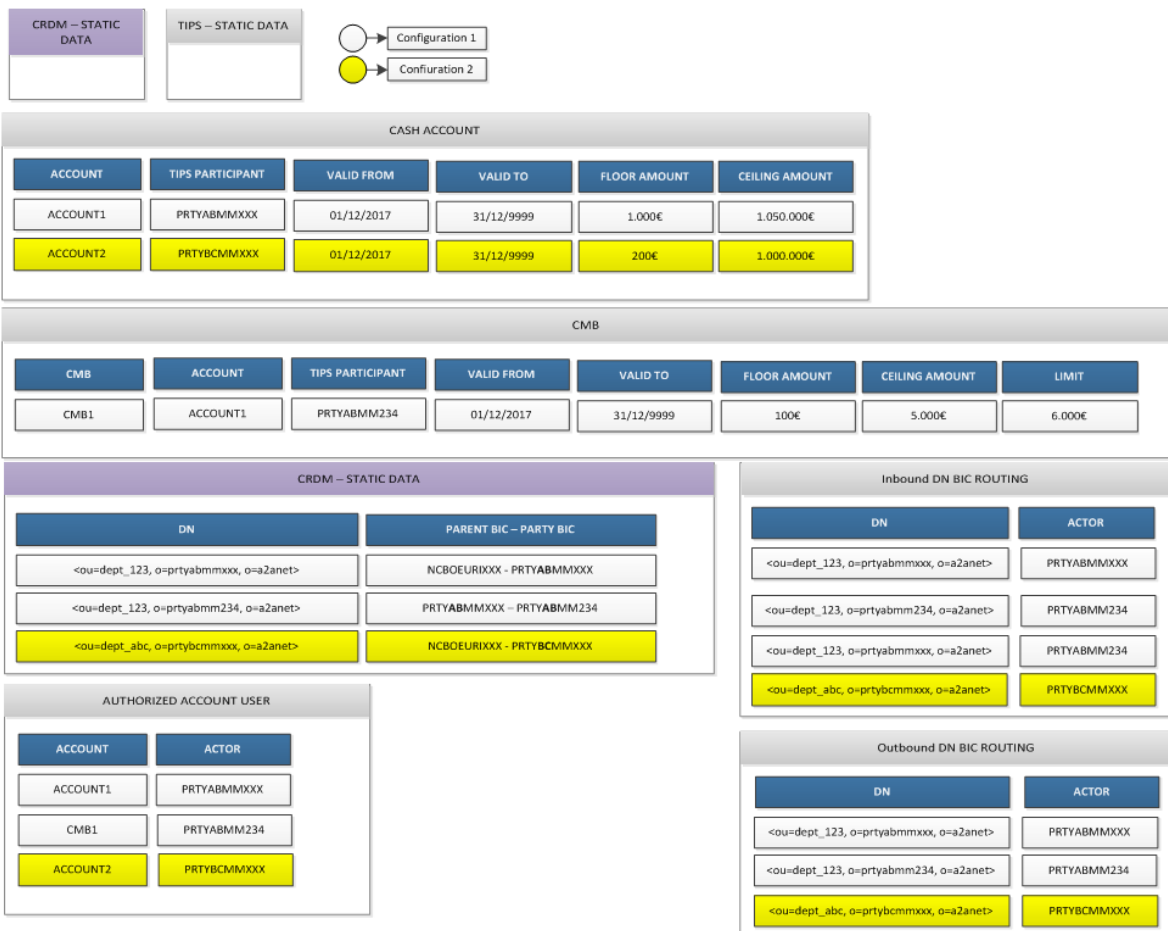 CRDM – STATIC
DATA
TIPS – STATIC DATA
Configuration 1
Confiuration 2
CASH ACCOUNT
ACCOUNT TIPS PARTICIPANT VALID FROM VALID TO FLOOR AMOUNT CEILING AMOUNT
ACCOUNT1 PRTYABMMXXX 01/12/2017 31/12/9999 1.000€ 1.050.000€
ACCOUNT2 PRTYBCMMXXX 01/12/2017 31/12/9999 200€ 1.000.000€
CMB
CMB ACCOUNT TIPS PARTICIPANT VALID FROM VALID TO FLOOR AMOUNT CEILING AMOUNT LIMIT
CMB1 ACCOUNT1 PRTYABMM234 01/12/2017 31/12/9999 100€ 5.000€ 6.000€
CRDM – STATIC DATA
DN PARENT BIC – PARTY BIC
<ou=dept_123, o=prtyabmmxxx, o=a2anet> NCBOEURIXXX - PRTYABMMXXX
<ou=dept_123, o=prtyabmm234, o=a2anet> PRTYABMMXXX – PRTYABMM234
<ou=dept_abc, o=prtybcmmxxx, o=a2anet> NCBOEURIXXX - PRTYBCMMXXX
Inbound DN BIC ROUTING
DN ACTOR
<ou=dept_123, o=prtyabmmxxx, o=a2anet> PRTYABMMXXX
<ou=dept_123, o=prtyabmm234, o=a2anet> PRTYABMM234
<ou=dept_123, o=prtyabmmxxx, o=a2anet> PRTYABMM234
<ou=dept_abc, o=prtybcmmxxx, o=a2anet> PRTYBCMMXXX
AUTHORIZED ACCOUNT USER
ACCOUNT ACTOR
ACCOUNT1 PRTYABMMXXX
CMB1 PRTYABMM234
ACCOUNT2 PRTYBCMMXXX
Outbound DN BIC ROUTING
DN ACTOR
<ou=dept_123, o=prtyabmmxxx, o=a2anet> PRTYABMMXXX
<ou=dept_123, o=prtyabmm234, o=a2anet> PRTYABMM234
<ou=dept_abc, o=prtybcmmxxx, o=a2anet> PRTYBCMMXXX